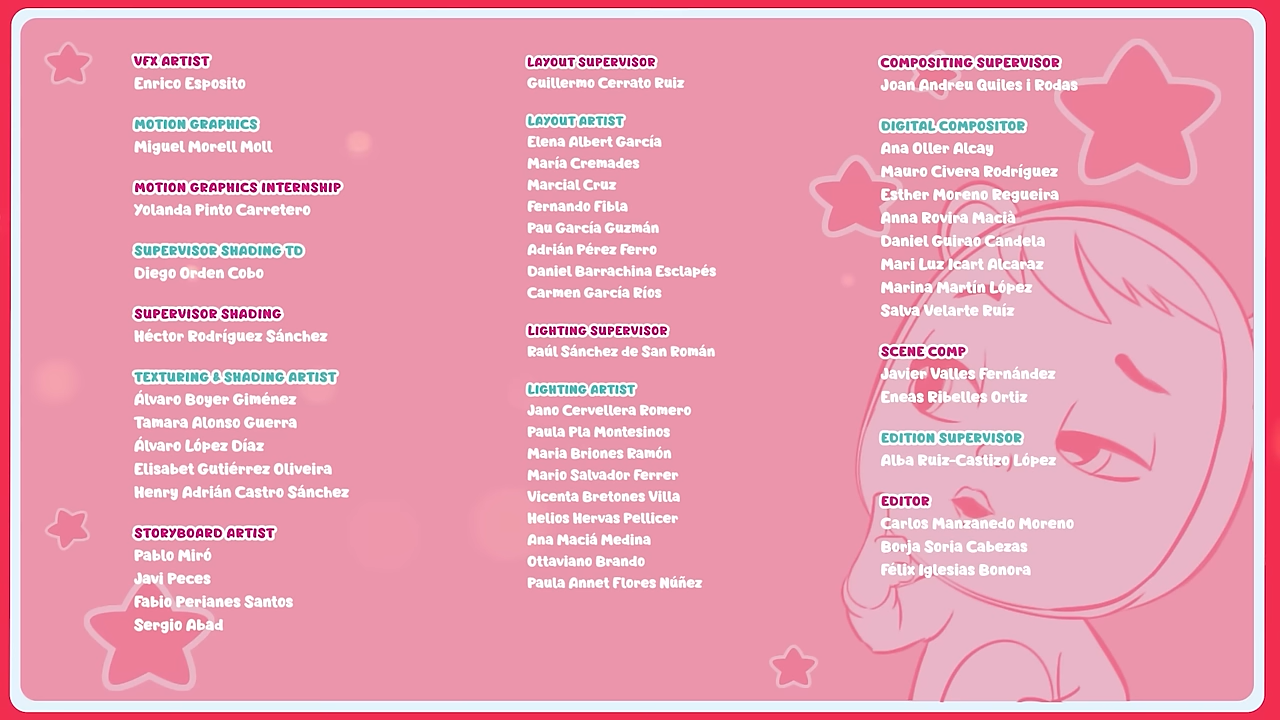 VFX ARTIST
Enrico Esposito
MOTION GRAPHICS
Miguel Morell Moll
MOTION GRAPHICS INTERNSHIP
Yolanda Pinto Carretero
SUPERVISOR SHADING TD
Diego Orden Cobo
SUPERVISOR SHADING
Héctor Rodríguez Sánchez
TEXTURING & SHADING ARTIST
Álvaro Boyer Giménez
Tamara Alonso Guerra
Álvaro López Díaz
Elisabet Gutiérrez Oliveira
Henry Adrián Castro Sánchez
STORYBOARD ARTIST
Pablo Miró
Javi Peces
Fabio Perianes Santos
Sergio Abad
LAYOUT SUPERVISOR
Guillermo Cerrato Ruiz
LAYOUT ARTIST
Elena Albert García
María Cremades
Marcial Cruz
Fernando Fibla
Pau García Guzmán
Adrián Pérez Ferro
Daniel Barrachina Esclapés
Carmen García Ríos
LIGHTING SUPERVISOR
Raúl Sánchez de San Román
LIGHTING ARTIST
Jano Cervellera Romero
Paula Pla Montesinos
Maria Briones Ramón
Mario Salvador Ferrer
Vicenta Bretones Villa
Helios Hervas Pellicer
Ana Maciá Medina
Ottaviano Brando
Paula Annet Flores Núñez
COMPOSITING SUPERVISOR
Joan Andreu Quiles i Rodas
DIGITAL COMPOSITOR
Ana Oller Alcay
Mauro Civera Rodríguez
Esther Moreno Regueira
Anna Rovira Macià
Daniel Guirao Candela
Mari Luz Icart Alcaraz
Marina Martín López
Salva Velarte Ruíz
SCENE COMP
Javier Valles Fernández
Eneas Ribelles Ortiz
EDITION SUPERVISOR
Alba Ruiz-Castizo López
EDITOR
Carlos Manzanedo Moreno
Borja Soria Cabezas
Félix Iglesias Bonora